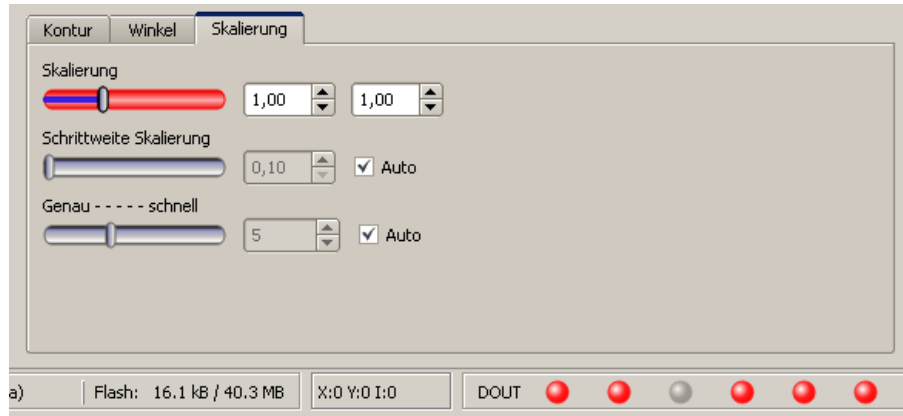 Kontur Winkel Skalierung
Skalierung
1,00 1,00
Schrittweite Skalierung
0,10 Auto
Genau - - - - - schnell
5 Auto
a) Flash: 16.1 kB / 40.3 MB X:0 Y:0 I:0 DOUT